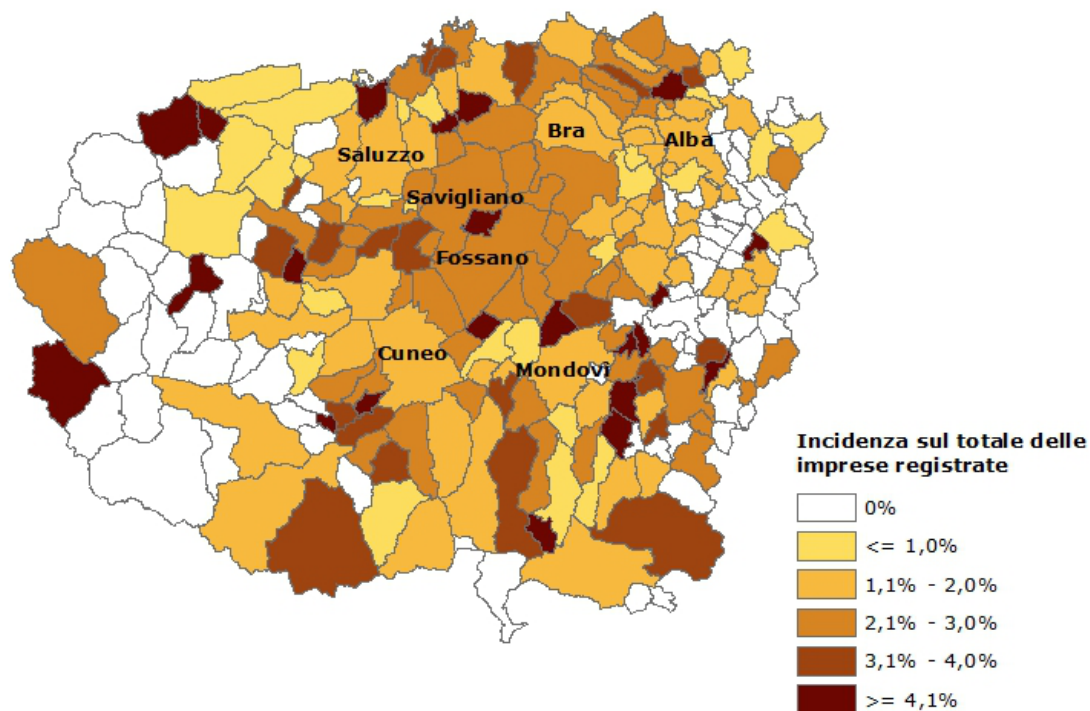 Bra
Alba
Saluzzo
Savigliano
Fossano
Cuneo
Mondovì
Incidenza sul totale delle
imprese registrate
0%
<= 1,0%
1,1% - 2,0%
2,1% - 3,0%
3,1% - 4,0%
>= 4,1%